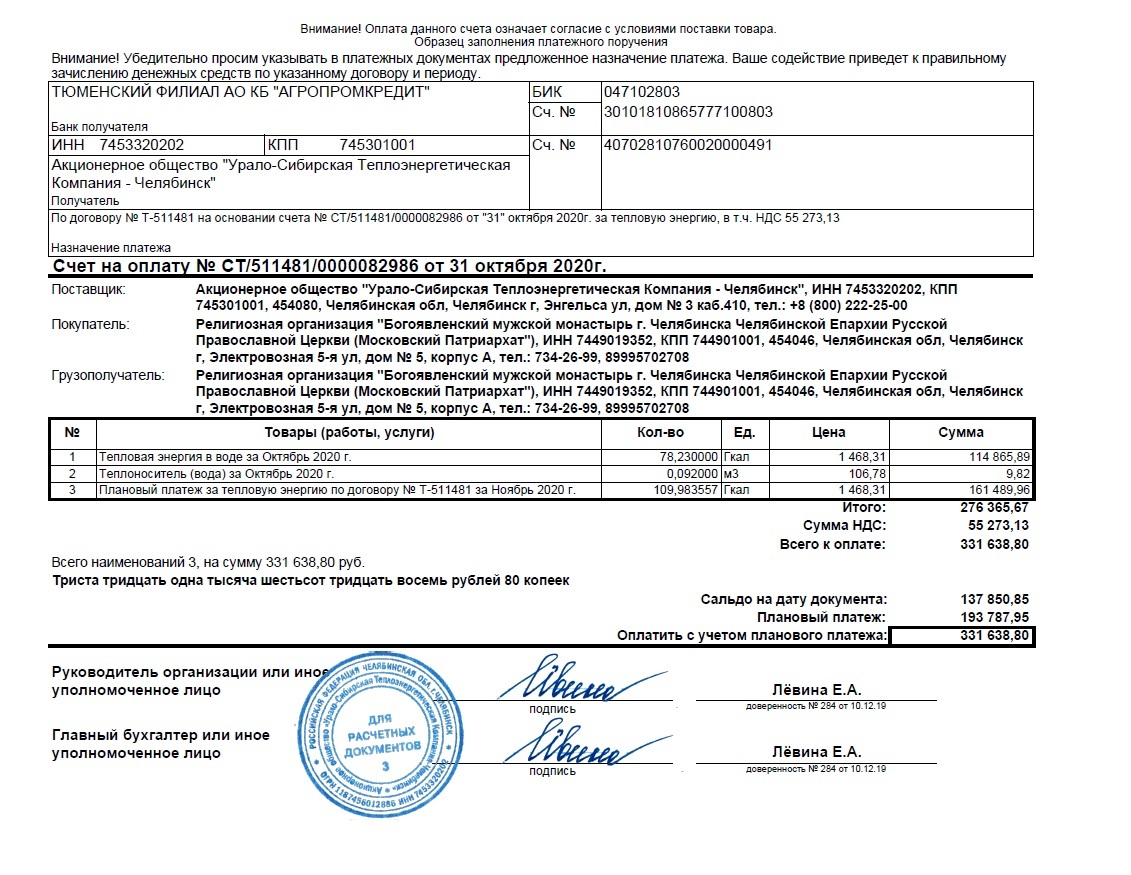 Внимание! Оплата данного счета означает согласие с условиями поставки товара.
Образец заполнения платежного поручения
Внимание! Убедительно просим указывать в платежных документах предложенное назначение платежа. Ваше содействие приведет к правильному
зачислению денежных средств по указанному договору и периоду.
ТЮМЕНСКИЙ ФИЛИАЛ АО КБ "АГРОПРОМКРЕДИТ" БИК 047102803
Сч. № 30101810865777100803
Банк получателя
ИНН 7453320202 КПП 745301001 Сч. № 40702810760020000491
Акционерное общество "Урало-Сибирская Теплоэнергетическая
Компания - Челябинск"
Получатель
По договору № Т-511481 на основании счета № СТ/511481/0000082986 от "31" октября 2020г. за тепловую энергию, в т.ч. НДС 55 273,13
Назначение платежа
Счет на оплату № СТ/511481/0000082986 от 31 октября 2020г.
Поставщик: Акционерное общество "Урало-Сибирская Теплоэнергетическая Компания - Челябинск", ИНН 7453320202, КПП
745301001, 454080, Челябинская обл, Челябинск г, Энгельса ул, дом № 3 каб.410, тел.: +8 (800) 222-25-00
Покупатель: Религиозная организация "Богоявленский мужской монастырь г. Челябинска Челябинской Епархии Русской
Православной Церкви (Московский Патриархат"), ИНН 7449019352, КПП 744901001, 454046, Челябинская обл, Челябинск
г, Электровозная 5-я ул, дом № 5, корпус А, тел.: 734-26-99, 89995702708
Грузополучатель: Религиозная организация "Богоявленский мужской монастырь г. Челябинска Челябинской Епархии Русской
Православной Церкви (Московский Патриархат"), ИНН 7449019352, КПП 744901001, 454046, Челябинская обл, Челябинск
г, Электровозная 5-я ул, дом № 5, корпус А, тел.: 734-26-99, 89995702708
№ Товары (работы, услуги) Кол-во Ед. Цена Сумма
1 Тепловая энергия в воде за Октябрь 2020 г. 78,230000 Гкал 1 468,31 114 865,89
2 Теплоноситель (вода) за Октябрь 2020 г. 0,092000 м3 106,78 9,82
3 Плановый платеж за тепловую энергию по договору № Т-511481 за Ноябрь 2020 г. 109,983557 Гкал 1 468,31 161 489,96
Итого: 276 365,67
Сумма НДС: 55 273,13
Всего к оплате: 331 638,80
Всего наименований 3, на сумму 331 638,80 руб.
Триста тридцать одна тысяча шестьсот тридцать восемь рублей 80 копеек
Сальдо на дату документа: 137 850,85
Плановый платеж: 193 787,95
Оплатить с учетом планового платежа: 331 638,80
Руководитель организации или иное
уполномоченное лицо
Лёвина Е.А.
подпись
доверенность № 284 от 10.12.19
Главный бухгалтер или иное
уполномоченное лицо
Лёвина Е.А.
подпись
доверенность № 284 от 10.12.19
РОССИЙСКАЯ ФЕДЕРАЦИЯ ЧЕЛЯБИНСКАЯ ОБЛ. Г.ЧЕЛЯБИНСК
ОГРН 1187456012886 ИНН 7453320202
Акционерное общество «Урало-Сибирская Теплоэнергетическая Компания-Челябинск»
ДЛЯ
РАСЧЕТНЫХ
ДОКУМЕНТОВ
3